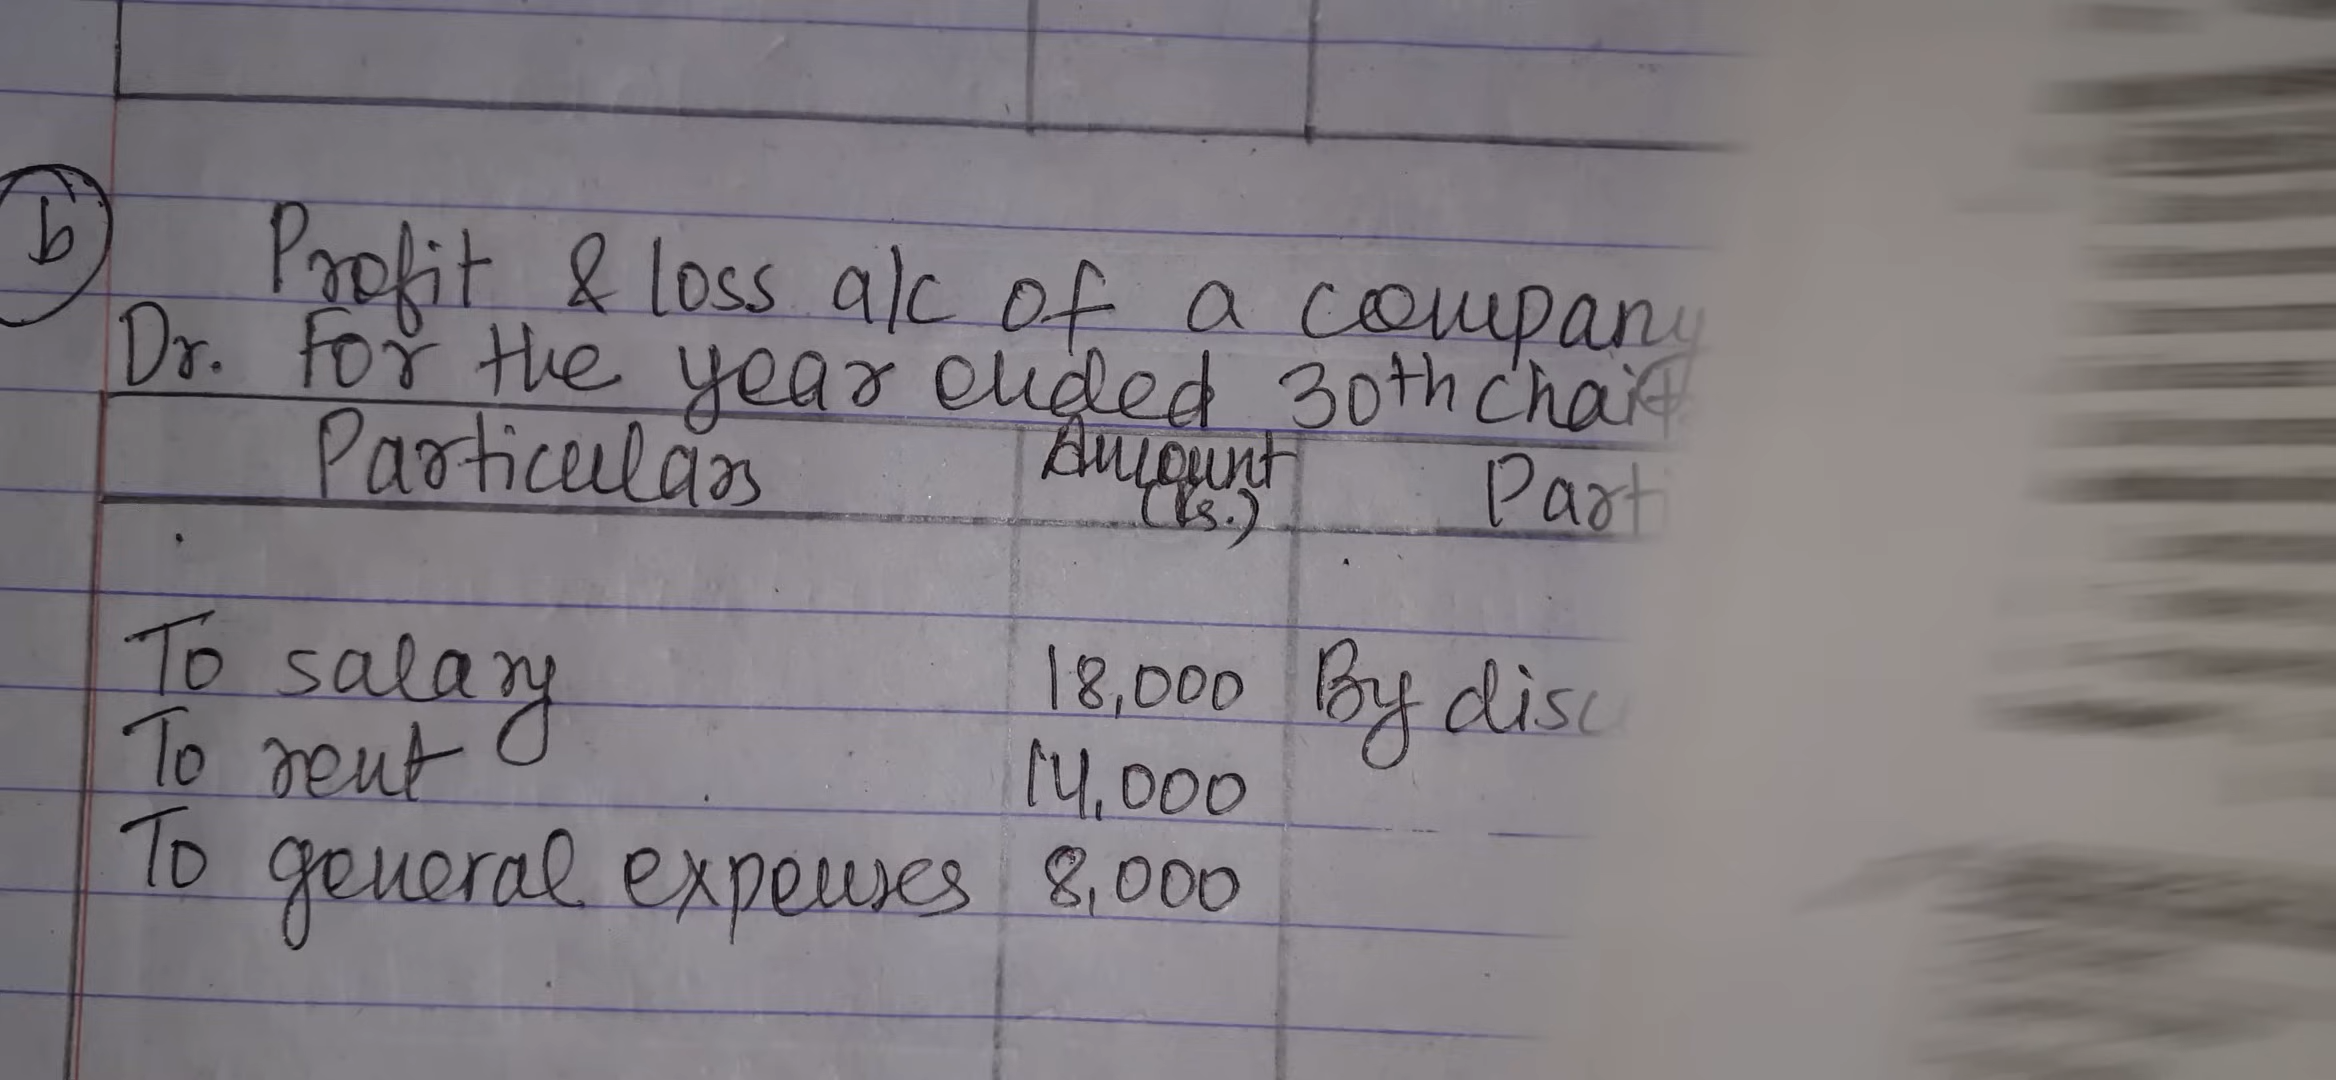 b
Profit & loss a/c of a company
Dr. For the year ended 30th
Particulars Amount (Rs.)
To salary 18,000 By
To rent 14,000
To general expenses 8,000